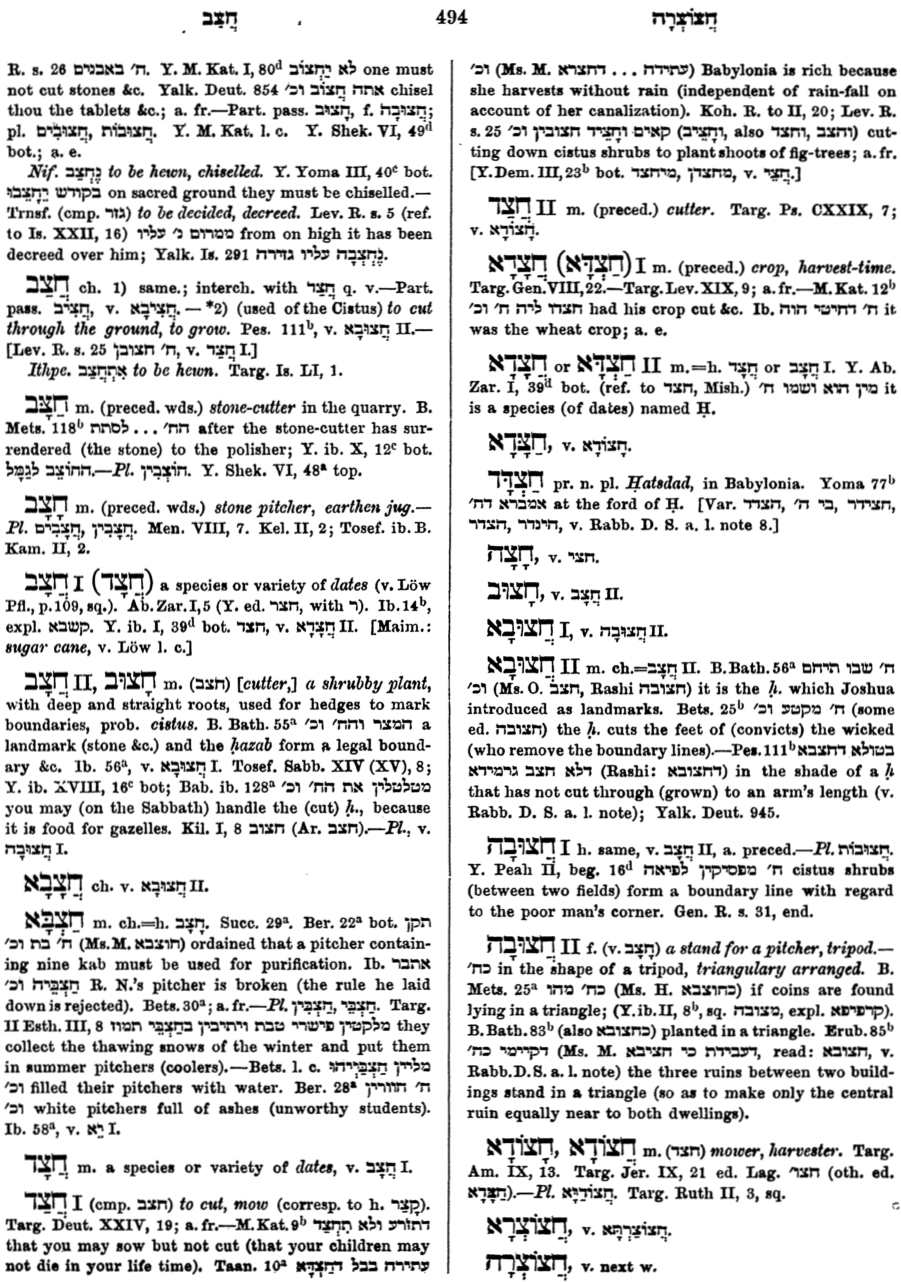 חָצַב
494
חֲצוֹצְרָה
R. s. 26 ח׳ באבנים. Y. M. Kat. I, 80ᵈ לא יַחְצוֹב one must
not cut stones &c. Yalk. Deut. 854 אתה חֲצוֹב וכ׳ chisel
thou the tablets &c.; a. fr.—Part. pass. חָצוּב, f. חֲצוּבָה;
pl. חֲצוּבִים, חֲצוּבוֹת. Y. M. Kat. l. c. Y. Shek. VI, 49ᵈ
bot.; a. e.
Nif. נֶחְצַב to be hewn, chiselled. Y. Yoma III, 40ᶜ bot.
בקודש יֵחָצְבוּ on sacred ground they must be chiselled.—
Trnsf. (cmp. גזר) to be decided, decreed. Lev. R. s. 5 (ref.
to Is. XXII, 16) ממרום נ׳ עליו from on high it has been
decreed over him; Yalk. Is. 291 נֶחְצְבָה עליו גזרה.
חֲצַב ch. 1) same.; interch. with חֲצַד q. v.—Part.
pass. חֲצִיב, v. חֲצִילְבָא.— *2) (used of the Cistus) to cut
through the ground, to grow. Pes. 111ᵇ, v. חֲצוּבָא II.—
[Lev. R. s. 25 ח׳, חצובין, v. חֲצַד I.]
Ithpe. אִתְחֲצַב to be hewn. Targ. Is. LI, 1.
חַצָּב m. (preced. wds.) stone-cutter in the quarry. B.
Mets. 118ᵇ הח׳ ... לסתת after the stone-cutter has sur-
rendered (the stone) to the polisher; Y. ib. X, 12ᶜ bot.
החוֹצֵב לגַמָּל.—Pl. חוֹצְבִין. Y. Shek. VI, 48ᵃ top.
חָצָב m. (preced. wds.) stone pitcher, earthen jug.—
Pl. חֲצָבִים, חֲצָבִין. Men. VIII, 7. Kel. II, 2; Tosef. ib. B.
Kam. II, 2.
חֲצָב I (חֲצָד) a species or variety of dates (v. Löw
Pfl., p. 109, sq.). Ab. Zar. I, 5 (Y. ed. חצר, with ר). Ib. 14ᵇ,
expl. קשבא. Y. ib. I, 39ᵈ bot. חצד, v. חֲצָדָא II. [Maim.:
sugar cane, v. Löw l. c.]
חֲצָב II, חָצוּב m. (חצב) [cutter,] a shrubby plant,
with deep and straight roots, used for hedges to mark
boundaries, prob. cistus. B. Bath. 55ᵃ המצר והח׳ וכ׳ a
landmark (stone &c.) and the ḥazab form a legal bound-
ary &c. Ib. 56ᵃ, v. חֲצוּבָא I. Tosef. Sabb. XIV (XV), 8;
Y. ib. XVIII, 16ᶜ bot; Bab. ib. 128ᵃ מטלטלין את הח׳ וכ׳
you may (on the Sabbath) handle the (cut) ḥ., because
it is food for gazelles. Kil. I, 8 חצוב (Ar. חצב).—Pl., v.
חֲצוּבָה I.
חֲצָבָא ch. v. חֲצוּבָא II.
חַצְבָּא m. ch.=h. חָצָב. Succ. 29ᵃ. Ber. 22ᵃ bot. תקן
ח׳ בת וכ׳ (Ms. M. חוצבא) ordained that a pitcher contain-
ing nine kab must be used for purification. Ib. אתבר
חַצְבֵּיהּ וכ׳ R. N.'s pitcher is broken (the rule he laid
down is rejected). Bets. 30ᵃ; a. fr.—Pl. חַצְבֵּי, חַצְבִּין. Targ.
II Esth. III, 8 מלקטין פישרי טבת ויתיבין בחַצְבֵּי תמוז they
collect the thawing snows of the winter and put them
in summer pitchers (coolers).—Bets. l. c. מליין חַצְבַּיְיהוּ
וכ׳ filled their pitchers with water. Ber. 28ᵃ ח׳ חוורין
וכ׳ white pitchers full of ashes (unworthy students).
Ib. 58ᵃ, v. יָא I.
חֲצָד m. a species or variety of dates, v. חֲצָב I.
חֲצַד I (cmp. חצב) to cut, mow (corresp. to h. קָצַר).
Targ. Deut. XXIV, 19; a. fr.—M. Kat. 9ᵇ דתזרע ולא תֶחְצַד
that you may sow but not cut (that your children may
not die in your life time). Taan. 10ᵃ עתירה בבל דחַצְדָּא
וכ׳ (Ms. M. עתידה ... דחצרא) Babylonia is rich because
she harvests without rain (independent of rain-fall on
account of her canalization). Koh. R. to II, 20; Lev. R.
s. 25 קאים וחָצֵיד חצובין וכ׳ (וחָצֵיב, also והצב, וחצד) cut-
ting down cistus shrubs to plant shoots of fig-trees; a. fr.
[Y. Dem. III, 23ᵇ bot. מחצדן, מיחצד, v. חֲצֵי.]
חָצֵד II m. (preced.) cutter. Targ. Ps. CXXIX, 7;
v. חָצוֹדָא.
חֲצָדָא (חֲצְדָּא) I m. (preced.) crop, harvest-time.
Targ. Gen. VIII, 22.—Targ. Lev. XIX, 9; a. fr.—M. Kat. 12ᵇ
חצדו ליה ח׳ וכ׳ had his crop cut &c. Ib. ח׳ דחיטי הוה it
was the wheat crop; a. e.
חֲצָדָא or חַצְדָּא II m.=h. חֲצָד or חֲצָב I. Y. Ab.
Zar. I, 39ᵈ bot. (ref. to חצד, Mish.) מין הוא ושמו ח׳ it
is a species (of dates) named Ḥ.
חַצָּדָא, v. חָצוֹדָא.
חֲצַדַּד pr. n. pl. Ḥatsdad, in Babylonia. Yoma 77ᵇ
אמברא דח׳ at the ford of Ḥ. [Var. חצידד, בי ח׳, חצדר,
הינדד, הצדד, v. Rabb. D. S. a. l. note 8.]
חָצָה, v. חצי.
חָצוּב, v. חֲצָב II.
חֲצוּבָא I, v. חֲצוּבָה II.
חֲצוּבָא II m. ch.=חֲצָב II. B. Bath. 56ᵃ ח׳ שבו תיחם
וכ׳ (Ms. O. חצב, Rashi חצובה) it is the ḥ. which Joshua
introduced as landmarks. Bets. 25ᵇ ח׳ מקטע וכ׳ (some
ed. חצובה) the ḥ. cuts the feet of (convicts) the wicked
(who remove the boundary lines).—Pes. 111ᵇ בטולא דחצבא
דלא חצב גרמידא (Rashi: דחצובא) in the shade of a ḥ
that has not cut through (grown) to an arm's length (v.
Rabb. D. S. a. l. note); Yalk. Deut. 945.
חֲצוּבָה I h. same, v. חֲצָב II, a. preced.—Pl. חֲצוּבוֹת.
Y. Peah II, beg. 16ᵈ ח׳ מפסיקין לפיאה cistus shrubs
(between two fields) form a boundary line with regard
to the poor man's corner. Gen. R. s. 31, end.
חֲצוּבָה II f. (v. חָצָב) a stand for a pitcher, tripod.—
כח׳ in the shape of a tripod, triangulary arranged. B.
Mets. 25ᵃ כח׳ מהו (Ms. H. כחוצבא) if coins are found
lying in a triangle; (Y. ib. II, 8ᵇ, sq. מצובה, expl. קרפיפא).
B. Bath. 83ᵇ (also כחצובא) planted in a triangle. Erub. 85ᵇ
דקיימי כח׳ (Ms. M. דעבידת כי חציבא, read: חצובא, v.
Rabb. D. S. a. l. note) the three ruins between two build-
ings stand in a triangle (so as to make only the central
ruin equally near to both dwellings).
חָצוֹדָא, חֲצוֹדָא m. (חצד) mower, harvester. Targ.
Am. IX, 13. Targ. Jer. IX, 21 ed. Lag. חצר׳ (oth. ed.
חַצָּדָא).—Pl. חֲצוֹדַיָּא. Targ. Ruth II, 3, sq.
חֲצוֹצְרָא, v. חֲצוֹצַרְתָּא.
חֲצוֹצְרָה, v. next w.